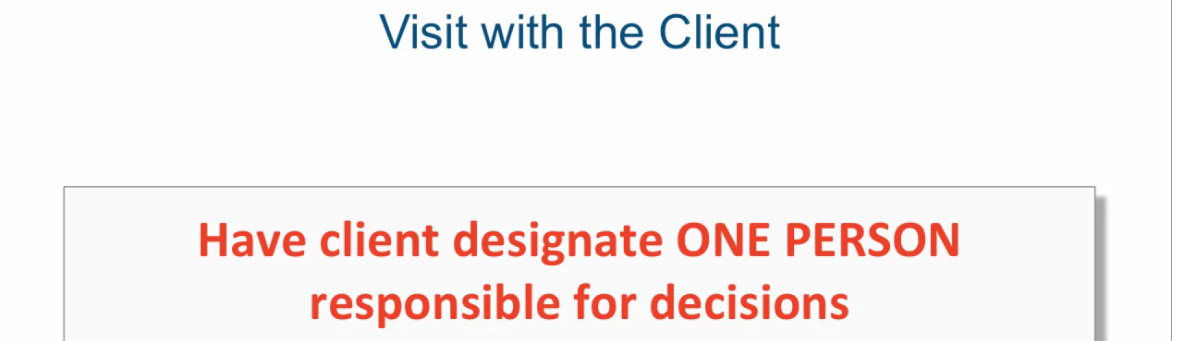 Visit with the Client
Have client designate ONE PERSON
responsible for decisions